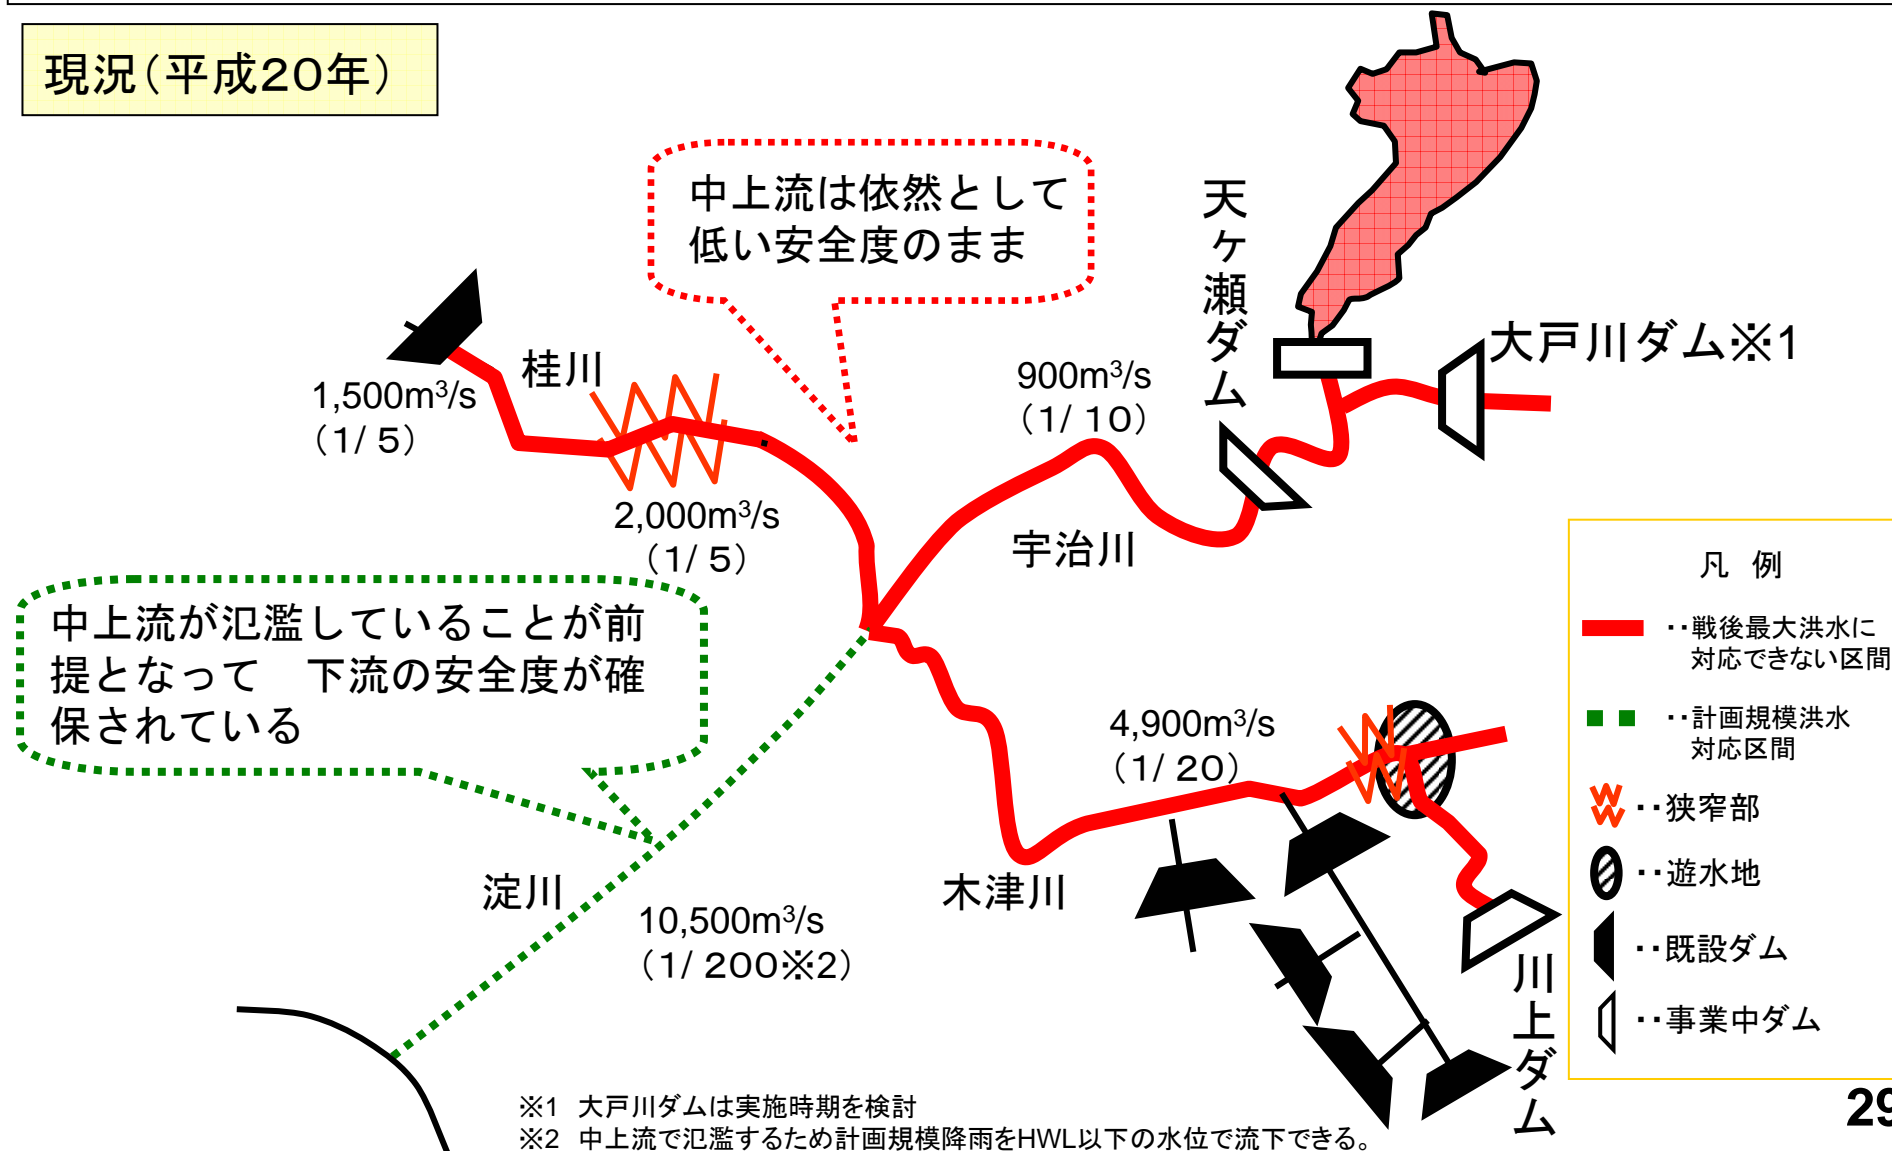 現況（平成２０年）
中上流は依然として
低い安全度のまま
天ヶ瀬ダム
大戸川ダム※1
桂川
1,500m³/s
（１/ ５）
900m³/s
（１/ １０）
2,000m³/s
（１/ ５）
宇治川
中上流が氾濫していることが前
提となって　下流の安全度が確
保されている
4,900m³/s
（１/ ２０）
淀川
木津川
10,500m³/s
（１/ ２００※２）
川上ダム
凡 例
‥戦後最大洪水に
対応できない区間
‥計画規模洪水
対応区間
‥狭窄部
‥遊水地
‥既設ダム
‥事業中ダム
※1 大戸川ダムは実施時期を検討
※2 中上流で氾濫するため計画規模降雨をHWL以下の水位で流下できる。
29